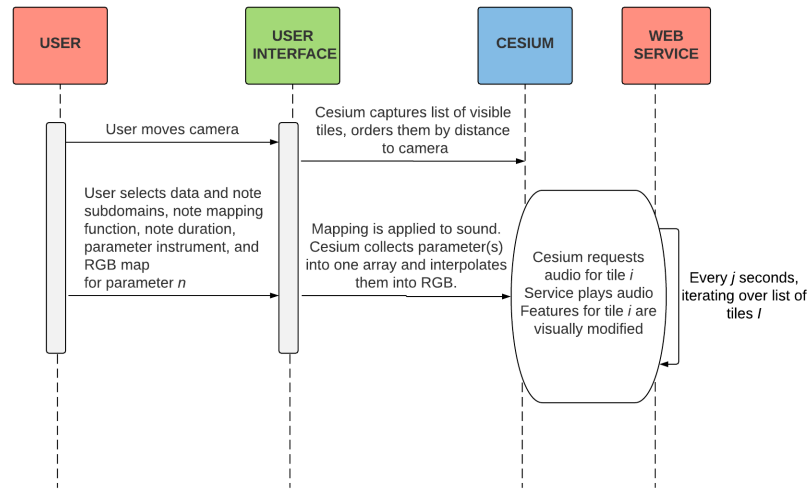 USER
USER
INTERFACE
CESIUM
WEB
SERVICE
User moves camera
Cesium captures list of visible
tiles, orders them by distance
to camera
User selects data and note
subdomains, note mapping
function, note duration,
parameter instrument, and
RGB map
for parameter n
Mapping is applied to sound.
Cesium collects parameter(s)
into one array and interpolates
them into RGB.
Cesium requests
audio for tile i
Service plays audio
Features for tile i are
visually modified
Every j seconds,
iterating over list of
tiles I